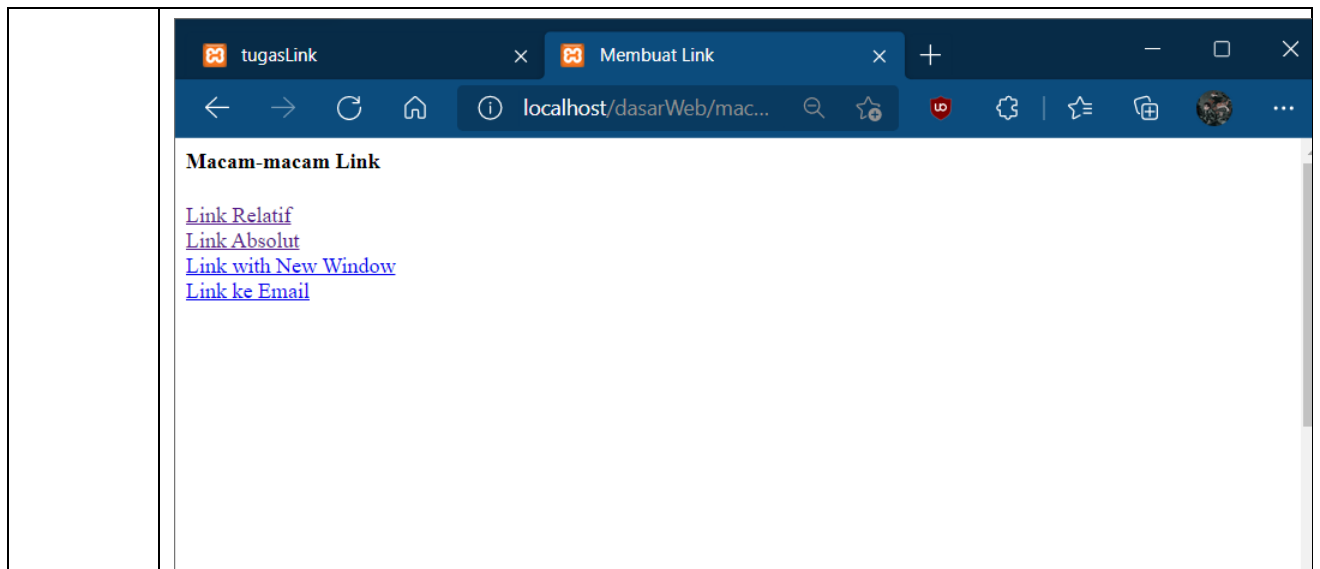 tugasLink
Membuat Link
localhost/dasarWeb/mac...
Macam-macam Link
Link Relatif
Link Absolut
Link with New Window
Link ke Email